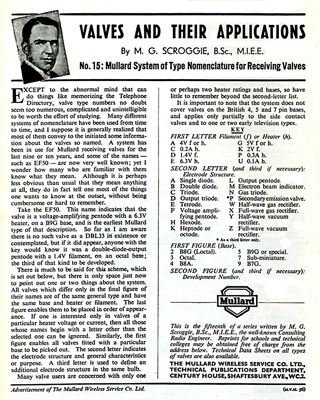 VALVES AND THEIR APPLICATIONS
By M. G. SCROGGIE, B.Sc., M.I.E.E.
No. 15: Mullard System of Type Nomenclature for Receiving Valves
EXCEPT to the abnormal mind that can
do things like memorizing the Telephone
Directory, valve type numbers no doubt
seem too numerous, complicated and unintelligible
to be worth the effort of studying. Many different
systems of nomenclature have been used from time
to time, and I suppose it is generally realized that
most of them convey to the initiated some informa-
tion about the valves so named. A system has
been in use for Mullard receiving valves for the
last nine or ten years, and some of the names—
such as EF50 — are now very well known; yet I
wonder how many who are familiar with them
know what they mean. Although it is perhaps
less obvious than usual that they mean anything
at all, they do in fact tell one most of the things
one wants to know at the outset, without being
cumbersome or hard to remember.
Take the EF50. This name indicates that the
valve is a voltage-amplifying pentode with a 6.3V
heater, on a B9G base, and is the earliest Mullard
type of that description. So far as I am aware
there is no such valve as a DBL33 in existence or
contemplated, but if it did appear, anyone with the
key would know it was a double-diode-output
pentode with a 1.4V filament, on an octal base;
the third of that kind to be developed.
There is much to be said for this scheme, which
is set out below, but there is only space just now
to point out one or two things about the system.
All valves which differ only in the final figure of
their names are of the same general type and have
the same base and heater or filament. The last
figure enables them to be placed in order of appear-
ance. If one is interested only in valves of a
particular heater voltage or current, then all those
whose names begin with a letter other than the
selected one can be ignored. Similarly, the first
figure enables all valves fitted with a particular
base to be picked out. The second letter indicates
the electrode structure and general characteristics
or purpose. A third letter is used to define an
additional electrode structure in the same bulb.
Many valve users are concerned with only one
or perhaps two heater ratings and bases, so have
little to remember beyond the second-letter list.
It is important to note that the system does not
cover valves on the British 4, 5 and 7 pin bases,
and applies only partially to the side contact
valves and to one or two early television types.
KEY
FIRST LETTER Filament (f) or Heater (h).
A 4V f or h. G 5V f or h.
C 0.2A h. K 2V f.
D 1.4V f. P 0.3A h.
E 6.3V h. U 0.1A h.
SECOND LETTER (and third if necessary):
Electrode Structure.
A Single diode. L Output pentode
B Double diode. M Electron beam indicator.
C Triode. N Gas triode.
D Output triode. *P Secondary emission valve.
E Tetrode. W Half-wave gas rectifier.
F Voltage ampli- X Full-wave gas rectifier.
fying pentode. Y Half-wave vacuum
H Hexode. rectifier.
K Heptode or Z Full-wave vacuum
octode. rectifier.
* As a third letter only.
FIRST FIGURE (Base).
2 B8G (Loctal). 5 B9G or special.
3 Octal. 7 Sub-miniature.
4 B8A. 9 B7G.
SECOND FIGURE (and third if necessary):
Development Number.
Mullard
This is the fifteenth of a series written by M. G.
Scroggie, B.Sc., M.I.E.E., the well-known Consulting
Radio Engineer. Reprints for schools and technical
colleges may be obtained free of charge from the
address below. Technical Data Sheets on all types
of valves are also available.
THE MULLARD WIRELESS SERVICE CO. LTD.,
TECHNICAL PUBLICATIONS DEPARTMENT,
CENTURY HOUSE, SHAFTESBURY AVE., W.C.2.
Advertisement of The Mullard Wireless Service Co. Ltd.